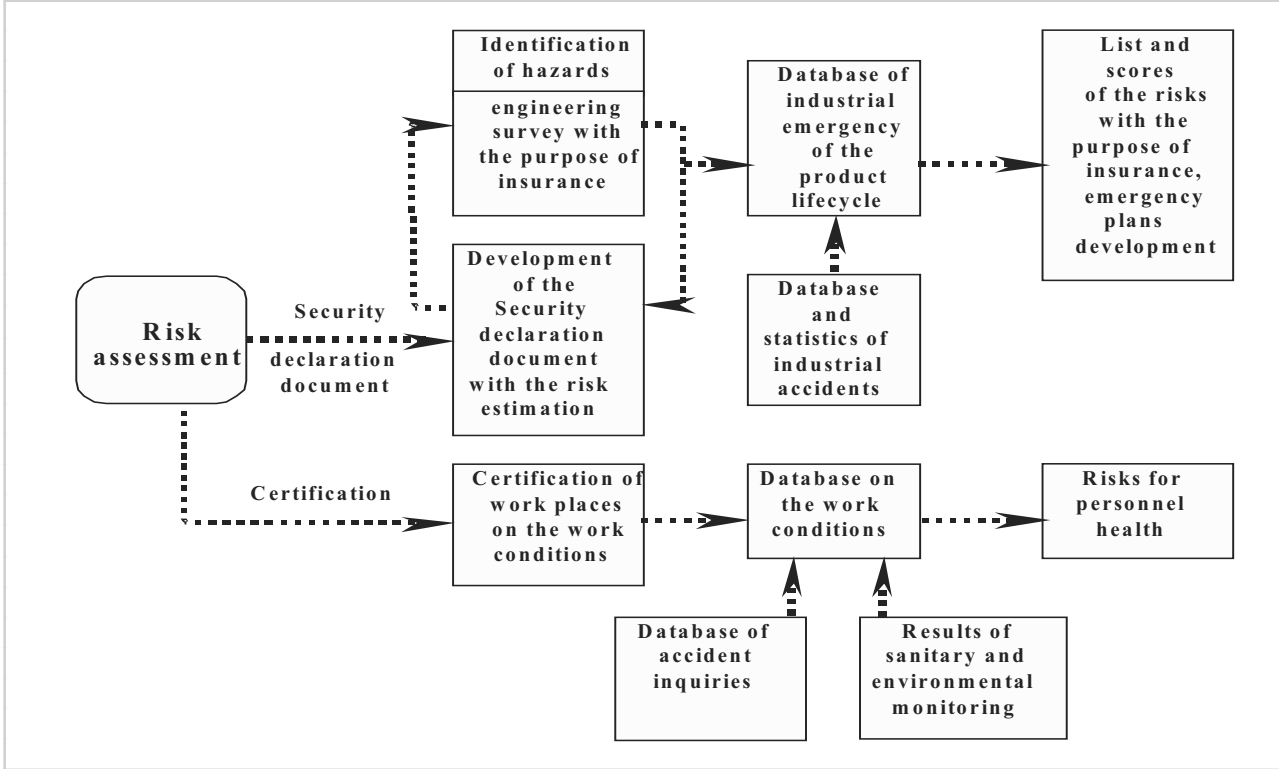 Identification
of hazards
engineering
survey with
the purpose of
insurance
Database of
industrial
emergency
of the
product
lifecycle
List and
scores
of the risks
with the
purpose of
insurance,
emergency
plans
development
Risk
assessment
Security
declaration
document
Development
of the
Security
declaration
document
with the risk
estimation
Database
and
statistics of
industrial
accidents
Certification
Certification of
work places
on the work
conditions
Database on
the work
conditions
Risks for
personnel
health
Database of
accident
inquiries
Results of
sanitary and
environmental
monitoring